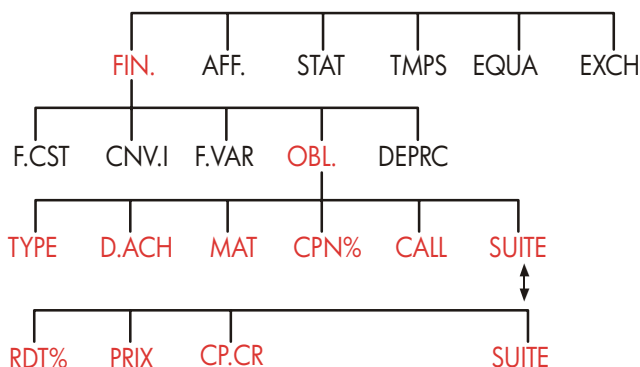 FIN. AFF. STAT TMPS EQUA EXCH
F.CST CNV.I F.VAR OBL. DEPRC
TYPE D.ACH MAT CPN% CALL SUITE
RDT% PRIX CP.CR SUITE